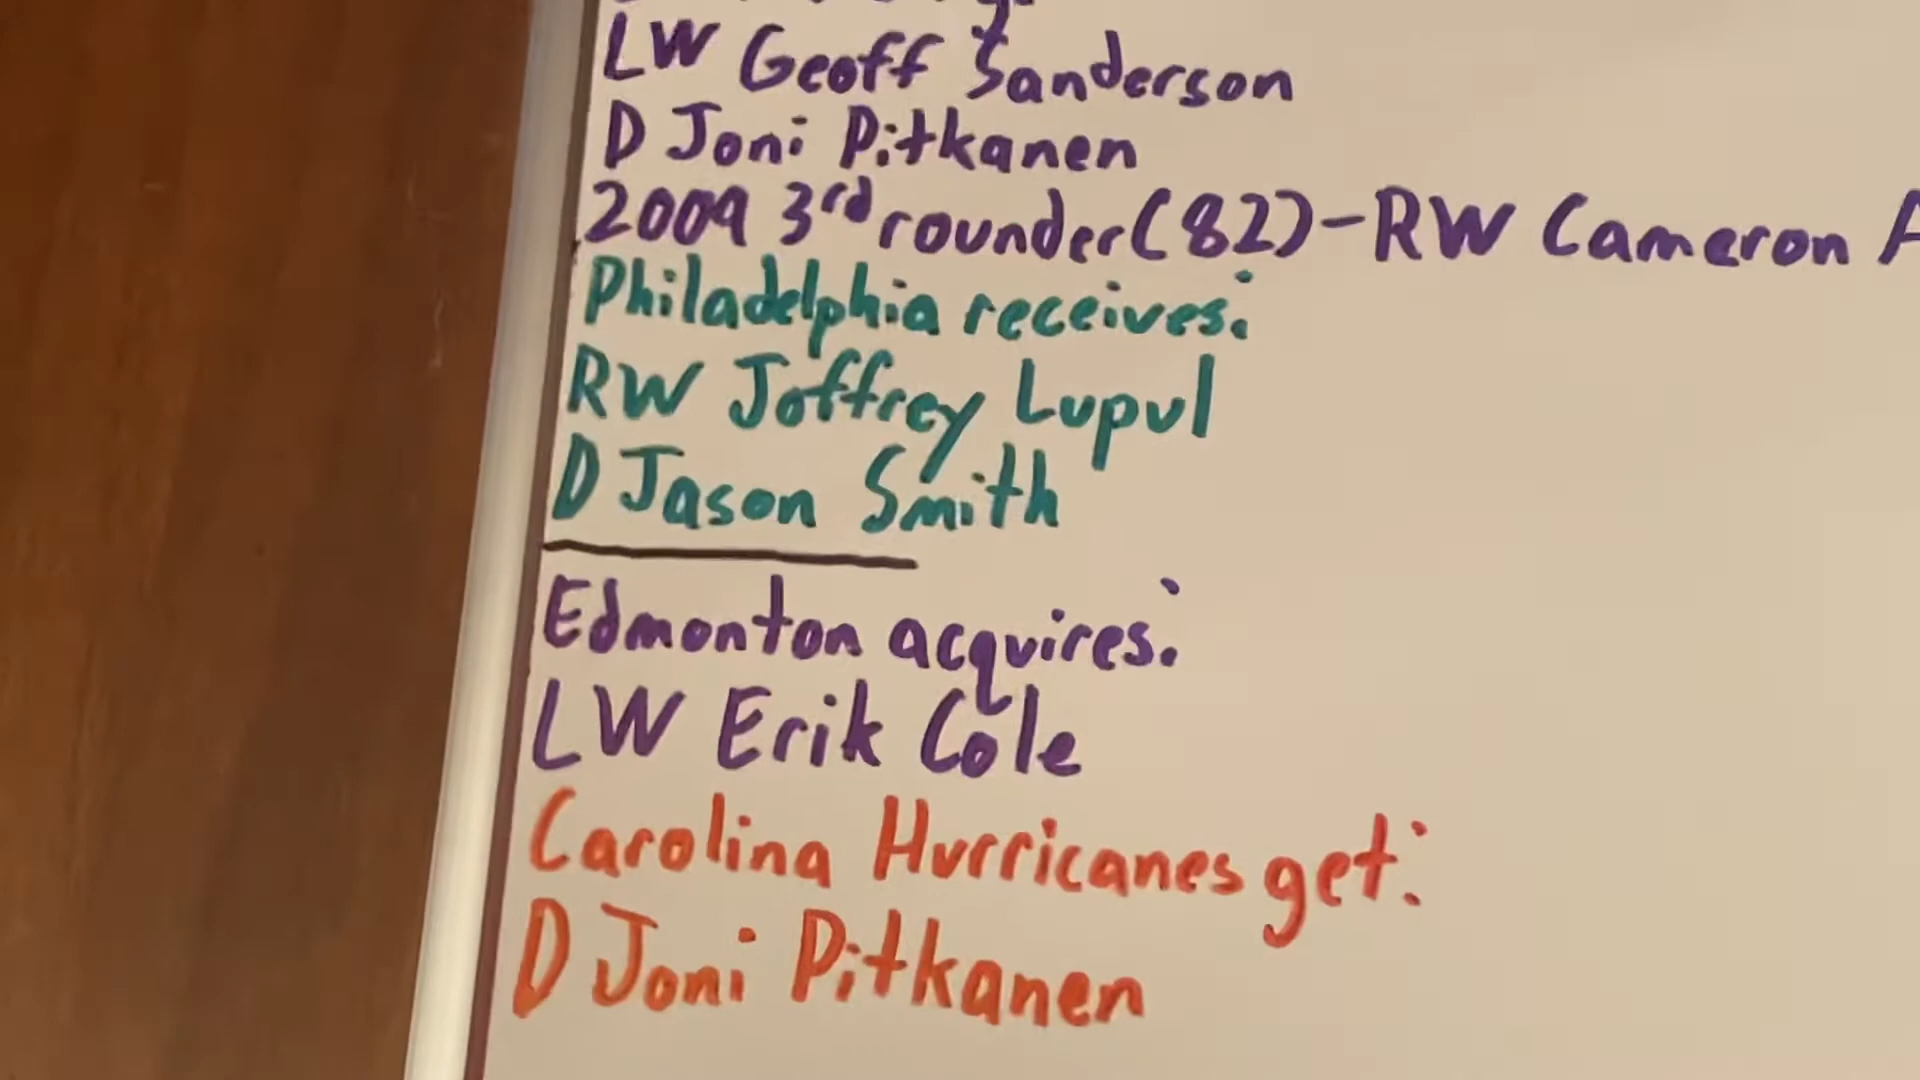 LW Geoff Sanderson
D Joni Pitkanen
2009 3rd rounder(82)-RW Cameron
Philadelphia receives:
RW Joffrey Lupul
D Jason Smith
Edmonton acquires:
LW Erik Cole
Carolina Hurricanes get:
D Joni Pitkanen